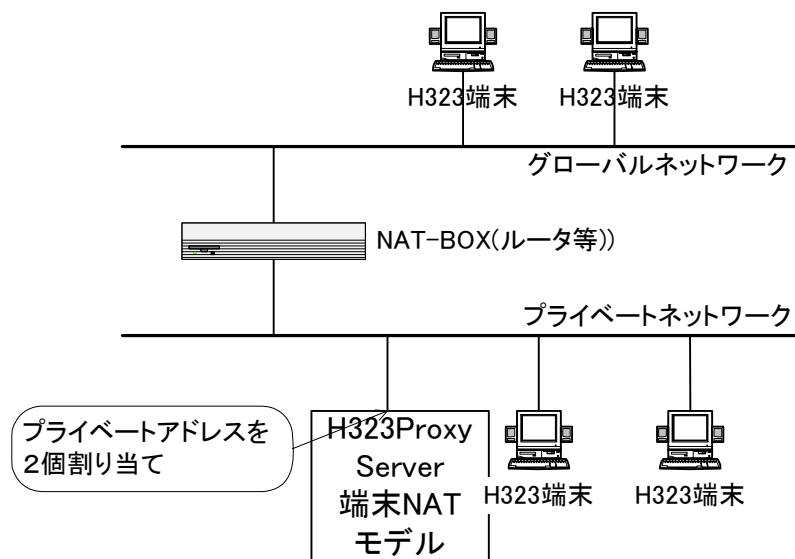 H323端末
H323端末
グローバルネットワーク
NAT-BOX(ルータ等))
プライベートネットワーク
プライベートアドレスを
2個割り当て
H323Proxy
Server
端末NAT
モデル
H323端末
H323端末